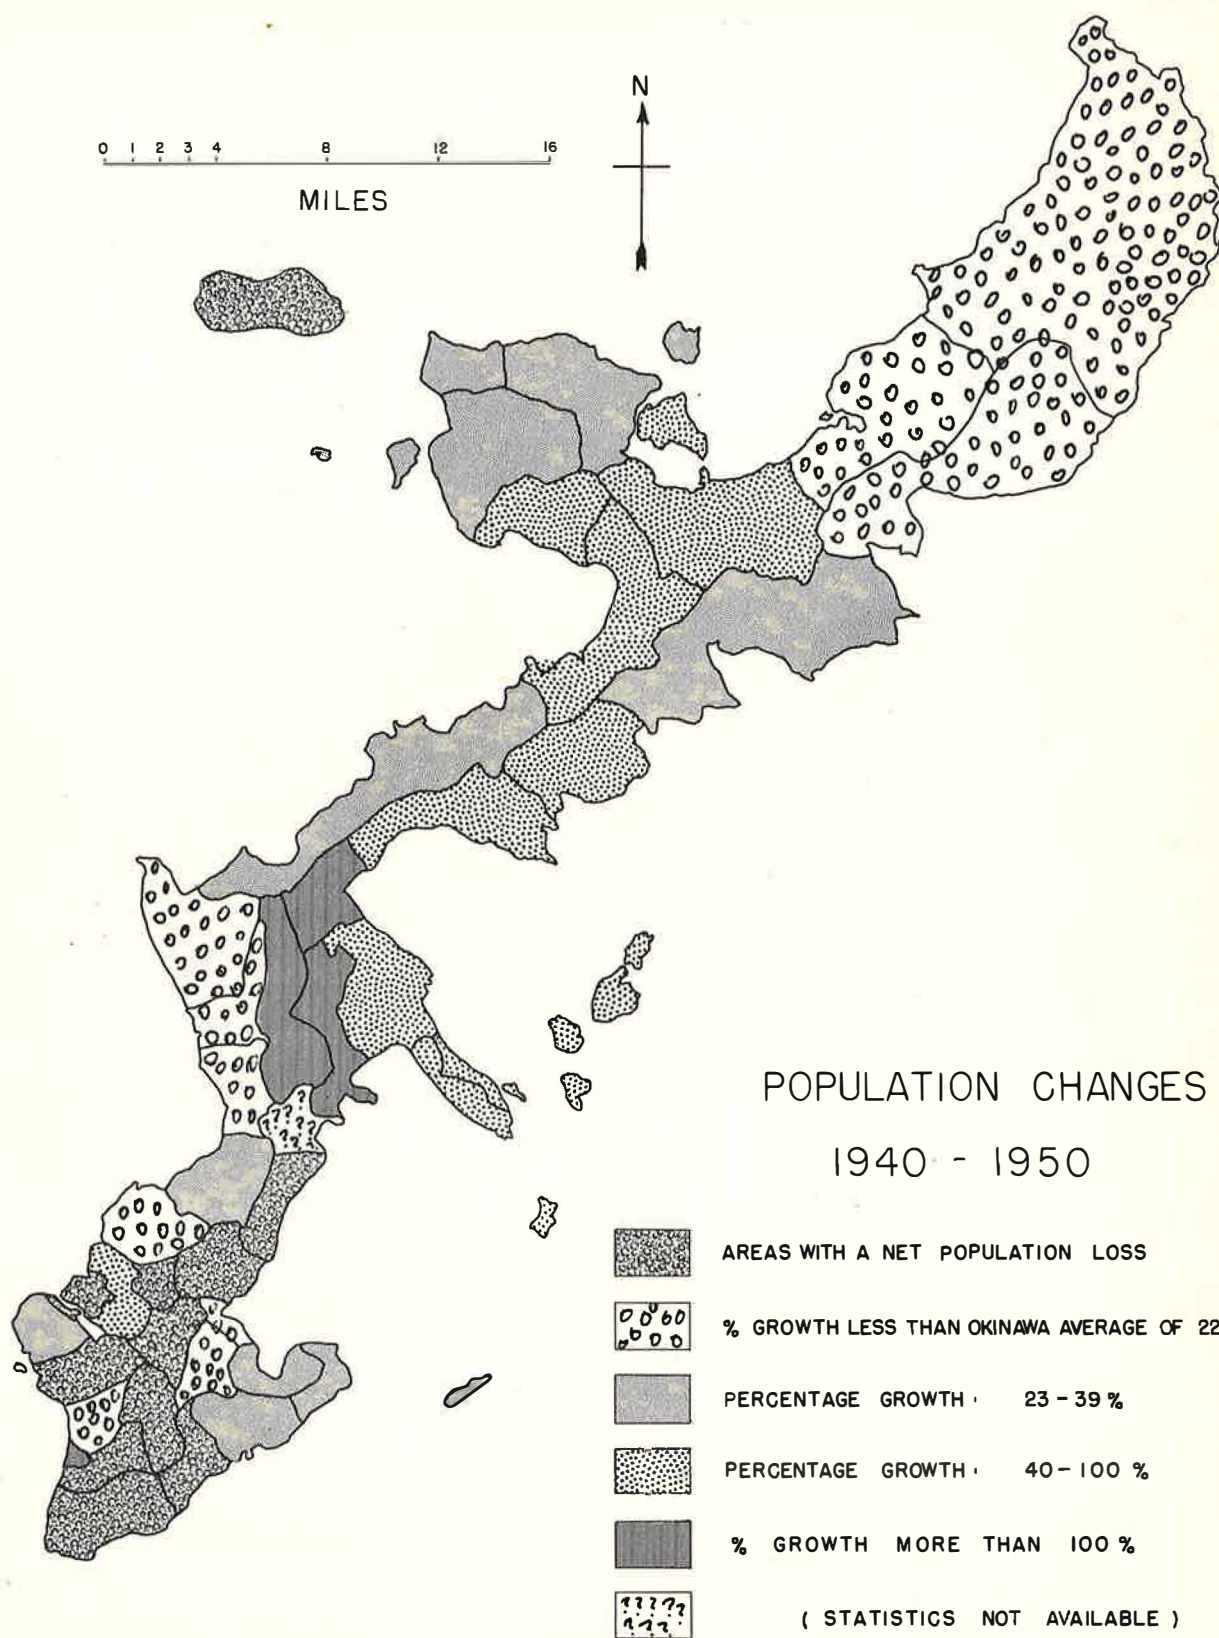 N
0 1 2 3 4 8 12 16
MILES
POPULATION CHANGES
1940 - 1950
AREAS WITH A NET POPULATION LOSS
% GROWTH LESS THAN OKINAWA AVERAGE OF 22
PERCENTAGE GROWTH: 23-39 %
PERCENTAGE GROWTH: 40-100 %
% GROWTH MORE THAN 100 %
( STATISTICS NOT AVAILABLE )